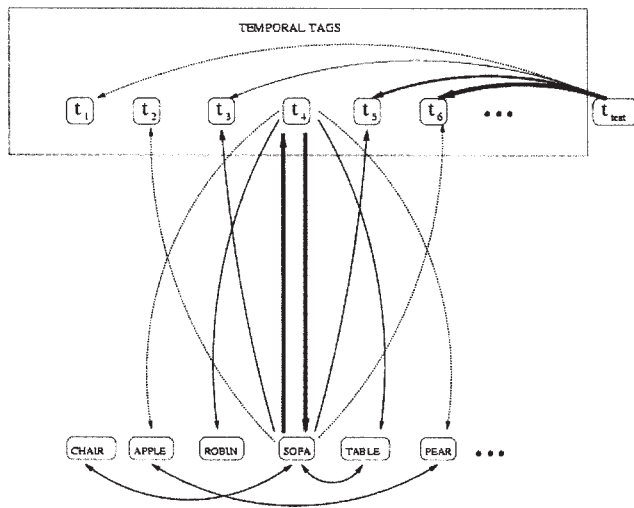 TEMPORAL TAGS
t1 t2 t3 t4 t5 t6 ... ttest
CHAIR APPLE ROBIN SOFA TABLE PEAR ...